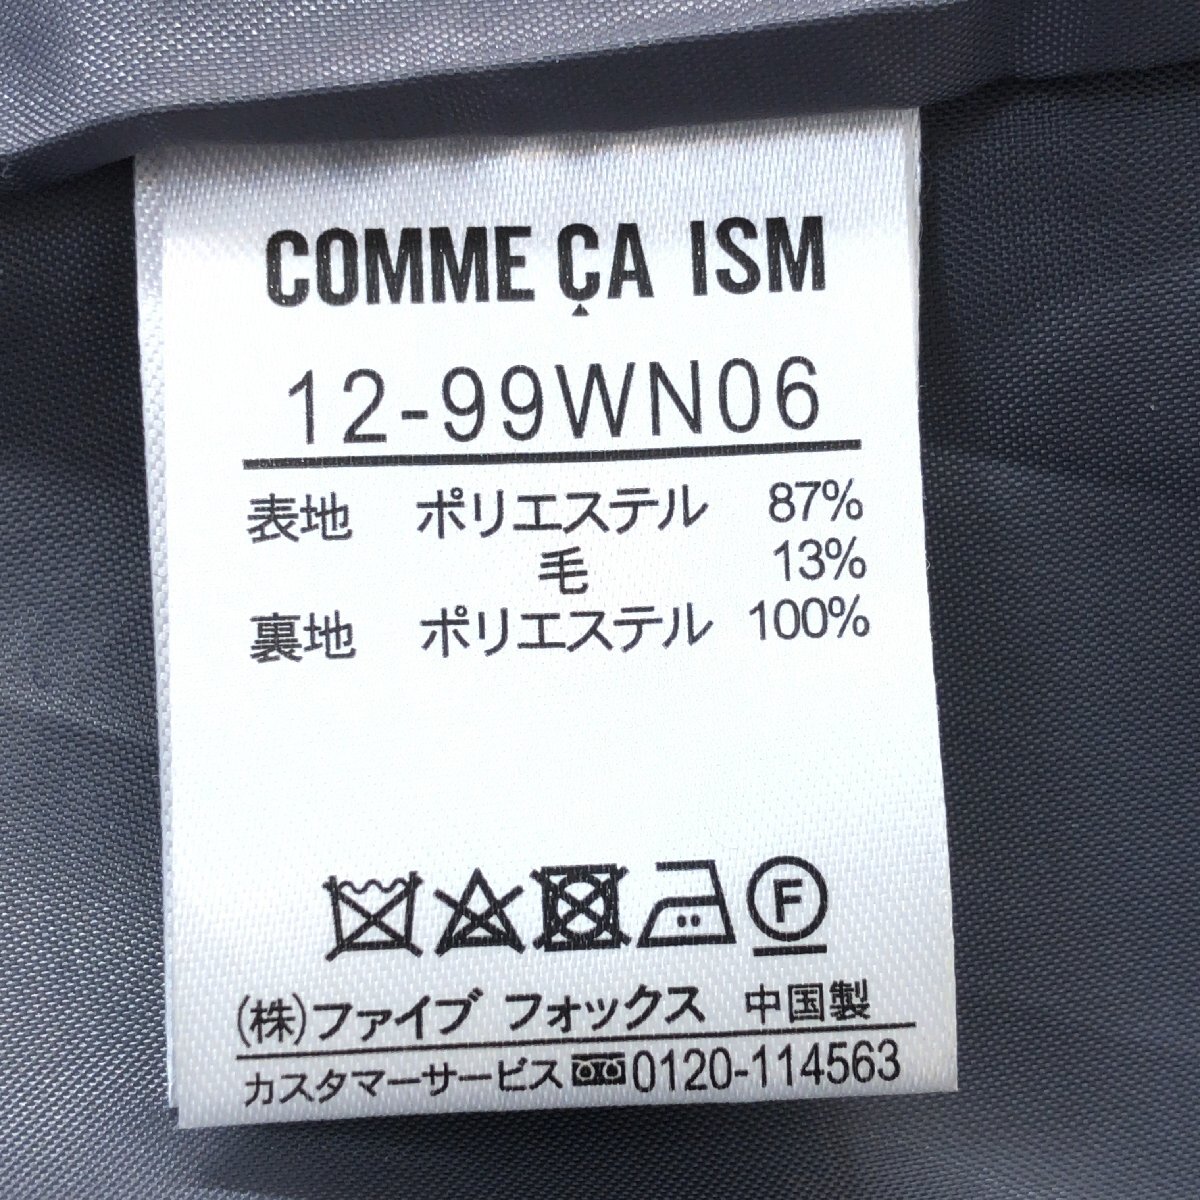 COMME ÇA ISM
12-99WN06
表地 ポリエステル 87%
毛 13%
裏地 ポリエステル 100%
F
(株)ファイブ フォックス 中国製
カスタマーサービス 0120-114563